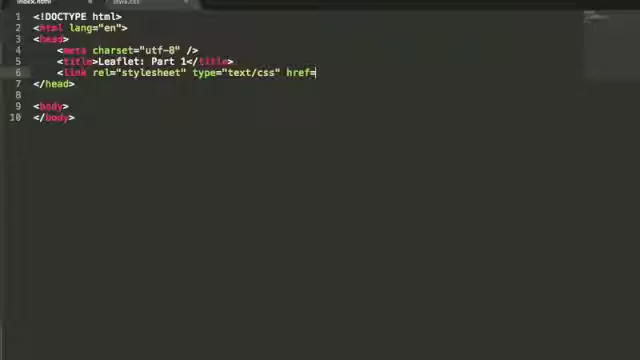 index.html style.css
1 <!DOCTYPE html>
2 <html lang="en">
3 <head>
4 <meta charset="utf-8" />
5 <title>Leaflet: Part 1</title>
6 <link rel="stylesheet" type="text/css" href=
7 </head>
8
9 <body>
10 </body>